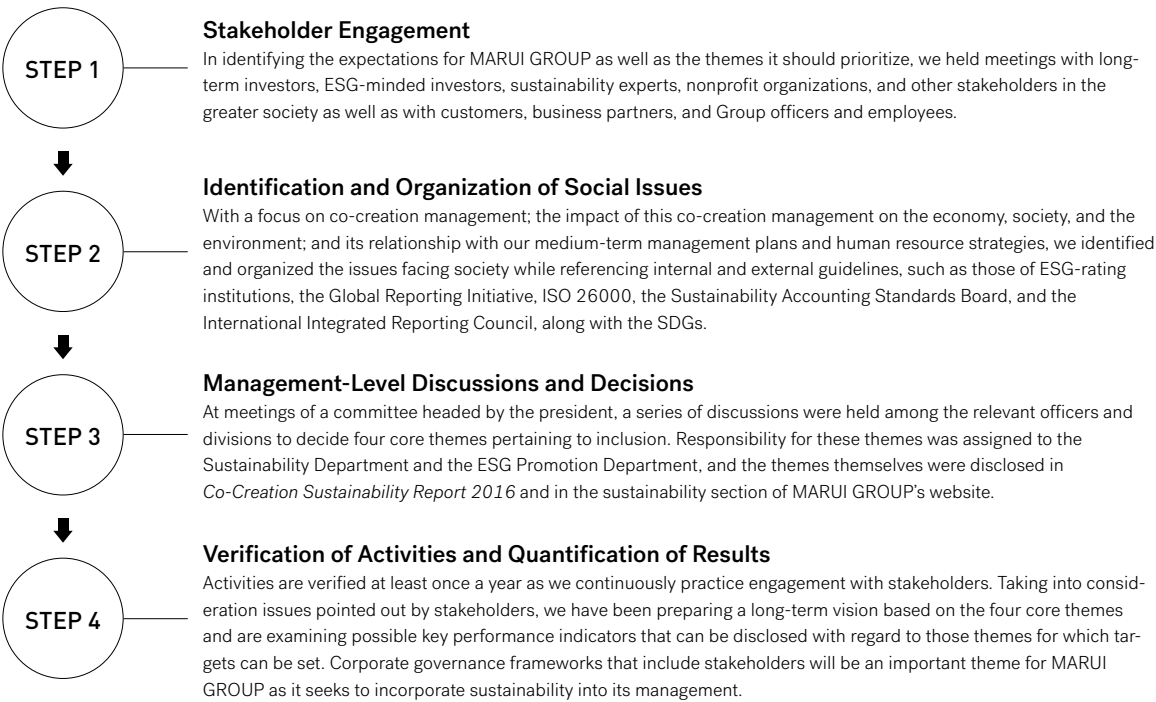 STEP 1
Stakeholder Engagement
In identifying the expectations for MARUI GROUP as well as the themes it should prioritize, we held meetings with long-
term investors, ESG-minded investors, sustainability experts, nonprofit organizations, and other stakeholders in the
greater society as well as with customers, business partners, and Group officers and employees.
STEP 2
Identification and Organization of Social Issues
With a focus on co-creation management; the impact of this co-creation management on the economy, society, and the
environment; and its relationship with our medium-term management plans and human resource strategies, we identified
and organized the issues facing society while referencing internal and external guidelines, such as those of ESG-rating
institutions, the Global Reporting Initiative, ISO 26000, the Sustainability Accounting Standards Board, and the
International Integrated Reporting Council, along with the SDGs.
STEP 3
Management-Level Discussions and Decisions
At meetings of a committee headed by the president, a series of discussions were held among the relevant officers and
divisions to decide four core themes pertaining to inclusion. Responsibility for these themes was assigned to the
Sustainability Department and the ESG Promotion Department, and the themes themselves were disclosed in
Co-Creation Sustainability Report 2016 and in the sustainability section of MARUI GROUP's website.
STEP 4
Verification of Activities and Quantification of Results
Activities are verified at least once a year as we continuously practice engagement with stakeholders. Taking into consid-
eration issues pointed out by stakeholders, we have been preparing a long-term vision based on the four core themes
and are examining possible key performance indicators that can be disclosed with regard to those themes for which tar-
gets can be set. Corporate governance frameworks that include stakeholders will be an important theme for MARUI
GROUP as it seeks to incorporate sustainability into its management.